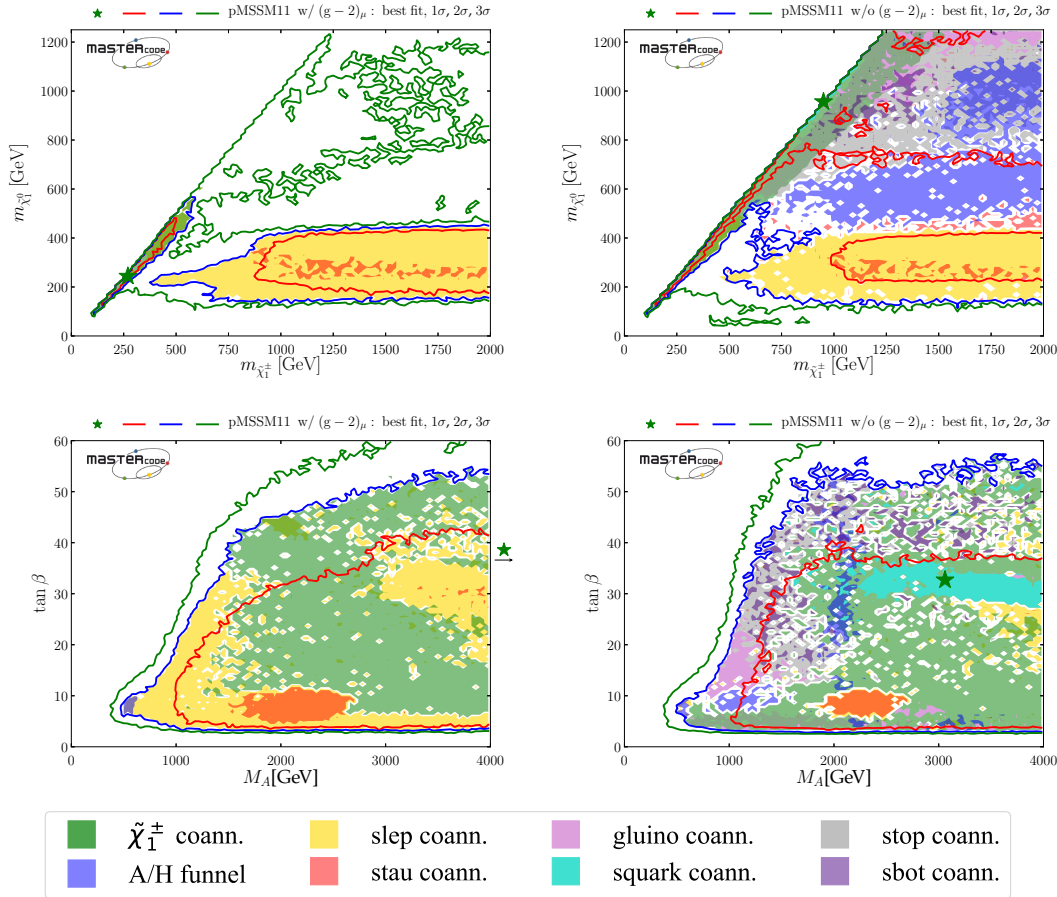 pMSSM11 w/ (g − 2)μ : best fit, 1σ, 2σ, 3σ
MASTERCODE
1200
1000
800
600
400
200
0
m_χ̃₁⁰ [GeV]
0 250 500 750 1000 1250 1500 1750 2000
m_χ̃₁± [GeV]
pMSSM11 w/o (g − 2)μ : best fit, 1σ, 2σ, 3σ
MASTERCODE
1200
1000
800
600
400
200
0
m_χ̃₁⁰ [GeV]
0 250 500 750 1000 1250 1500 1750 2000
m_χ̃₁± [GeV]
pMSSM11 w/ (g − 2)μ : best fit, 1σ, 2σ, 3σ
MASTERCODE
60
50
40
30
20
10
0
tan β
0 1000 2000 3000 4000
M_A[GeV]
pMSSM11 w/o (g − 2)μ : best fit, 1σ, 2σ, 3σ
MASTERCODE
60
50
40
30
20
10
0
tan β
0 1000 2000 3000 4000
M_A[GeV]
χ̃₁± coann. slep coann. gluino coann. stop coann.
A/H funnel stau coann. squark coann. sbot coann.